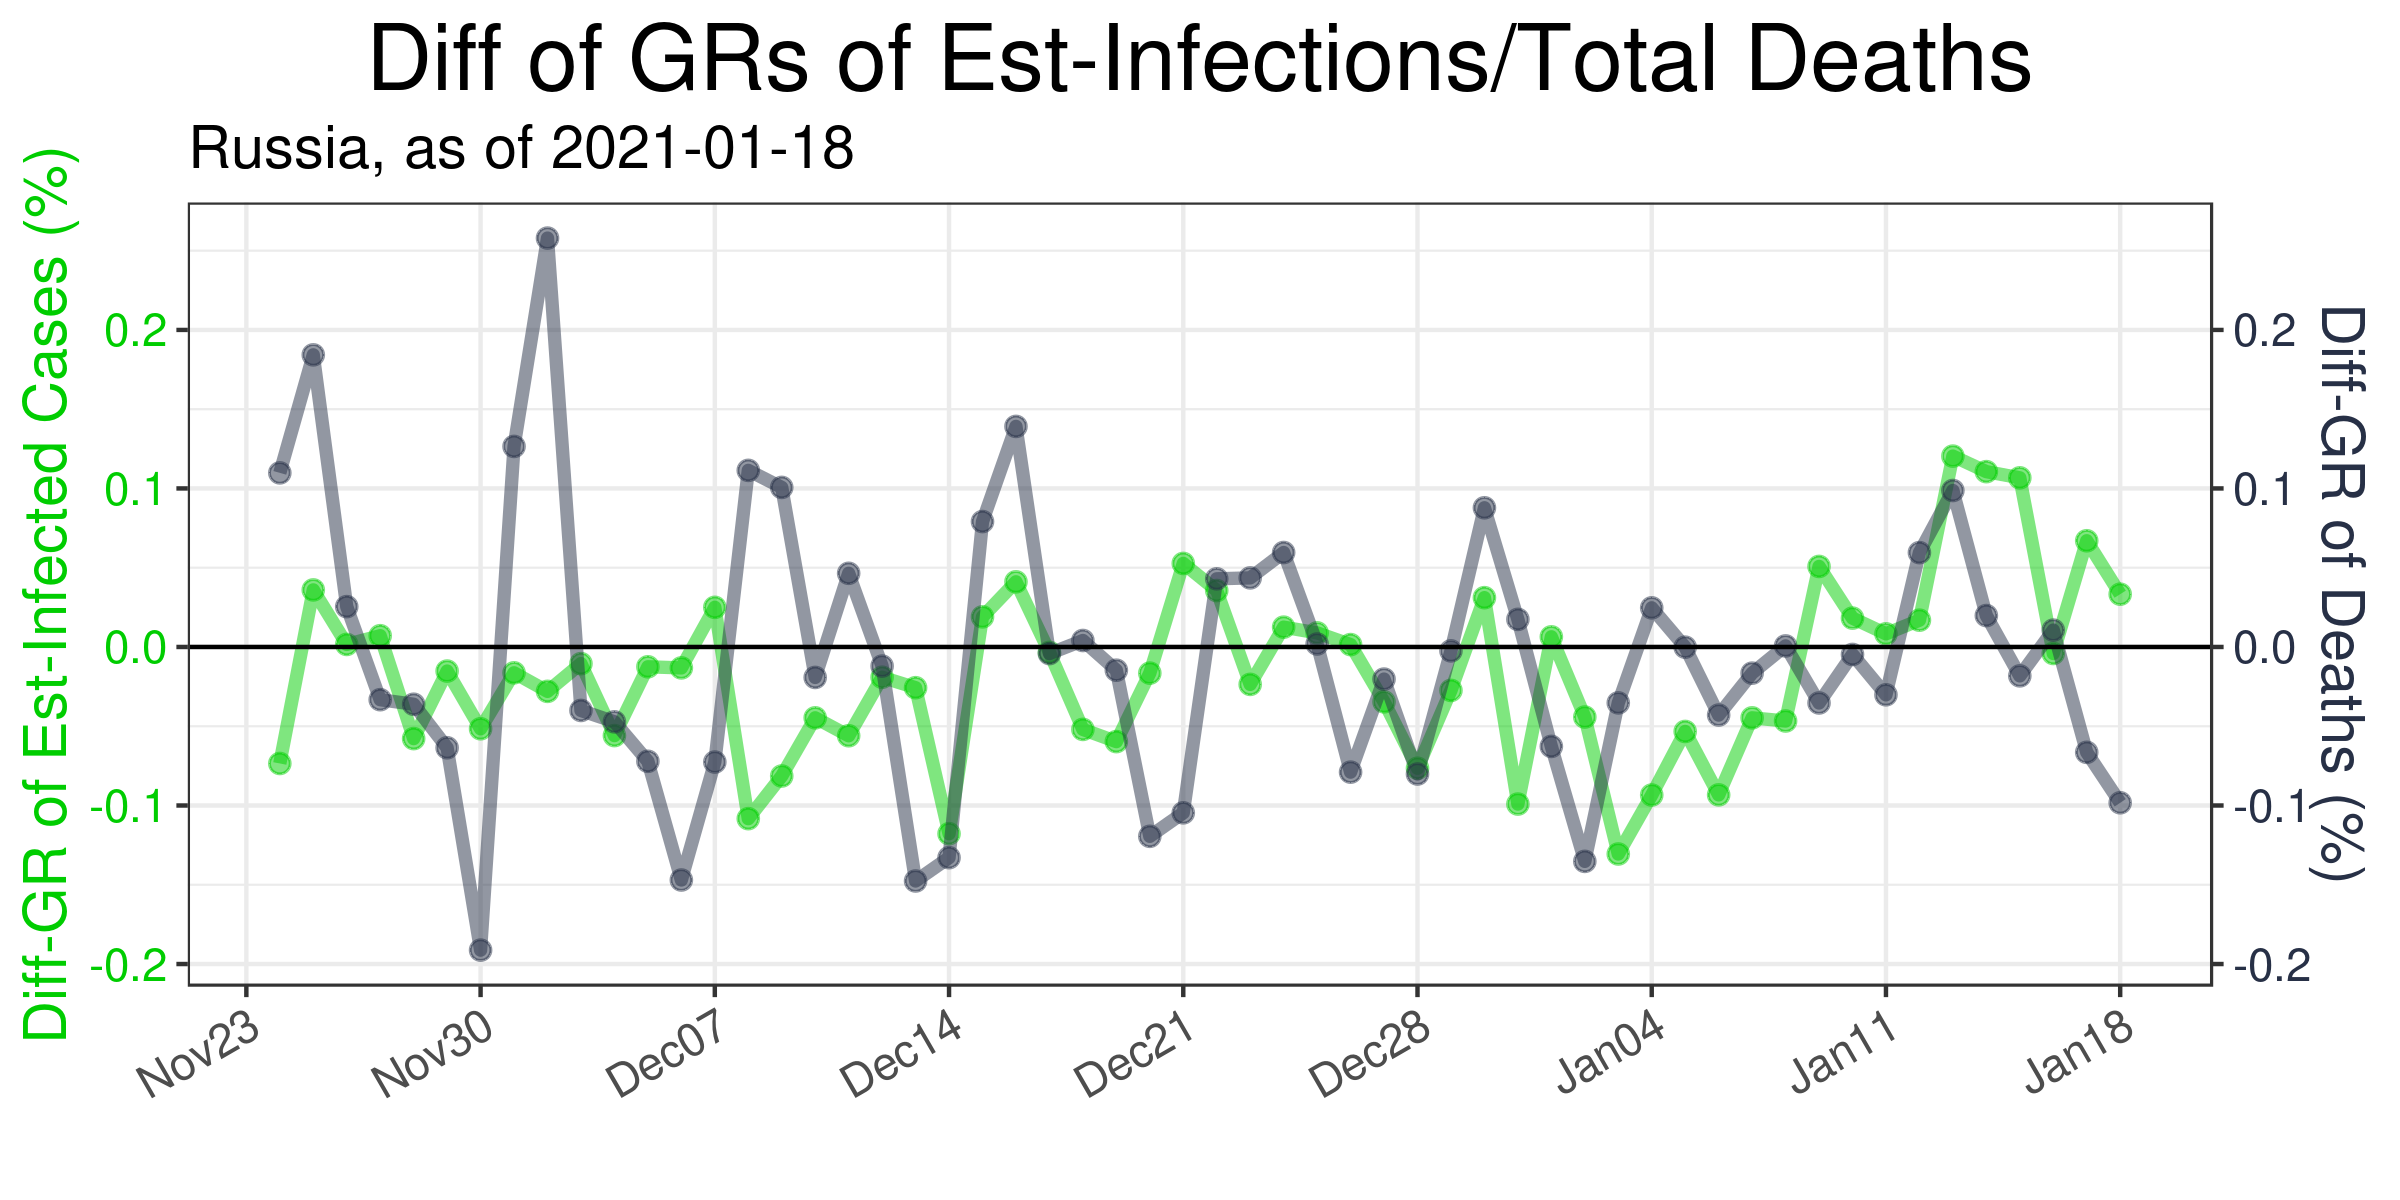 Diff of GRs of Est-Infections/Total Deaths
Russia, as of 2021-01-18
Diff-GR of Est-Infected Cases (%)
0.2
0.1
0.0
-0.1
-0.2
0.2
0.1
0.0
-0.1
-0.2
Diff-GR of Deaths (%)
Nov23
Nov30
Dec07
Dec14
Dec21
Dec28
Jan04
Jan11
Jan18